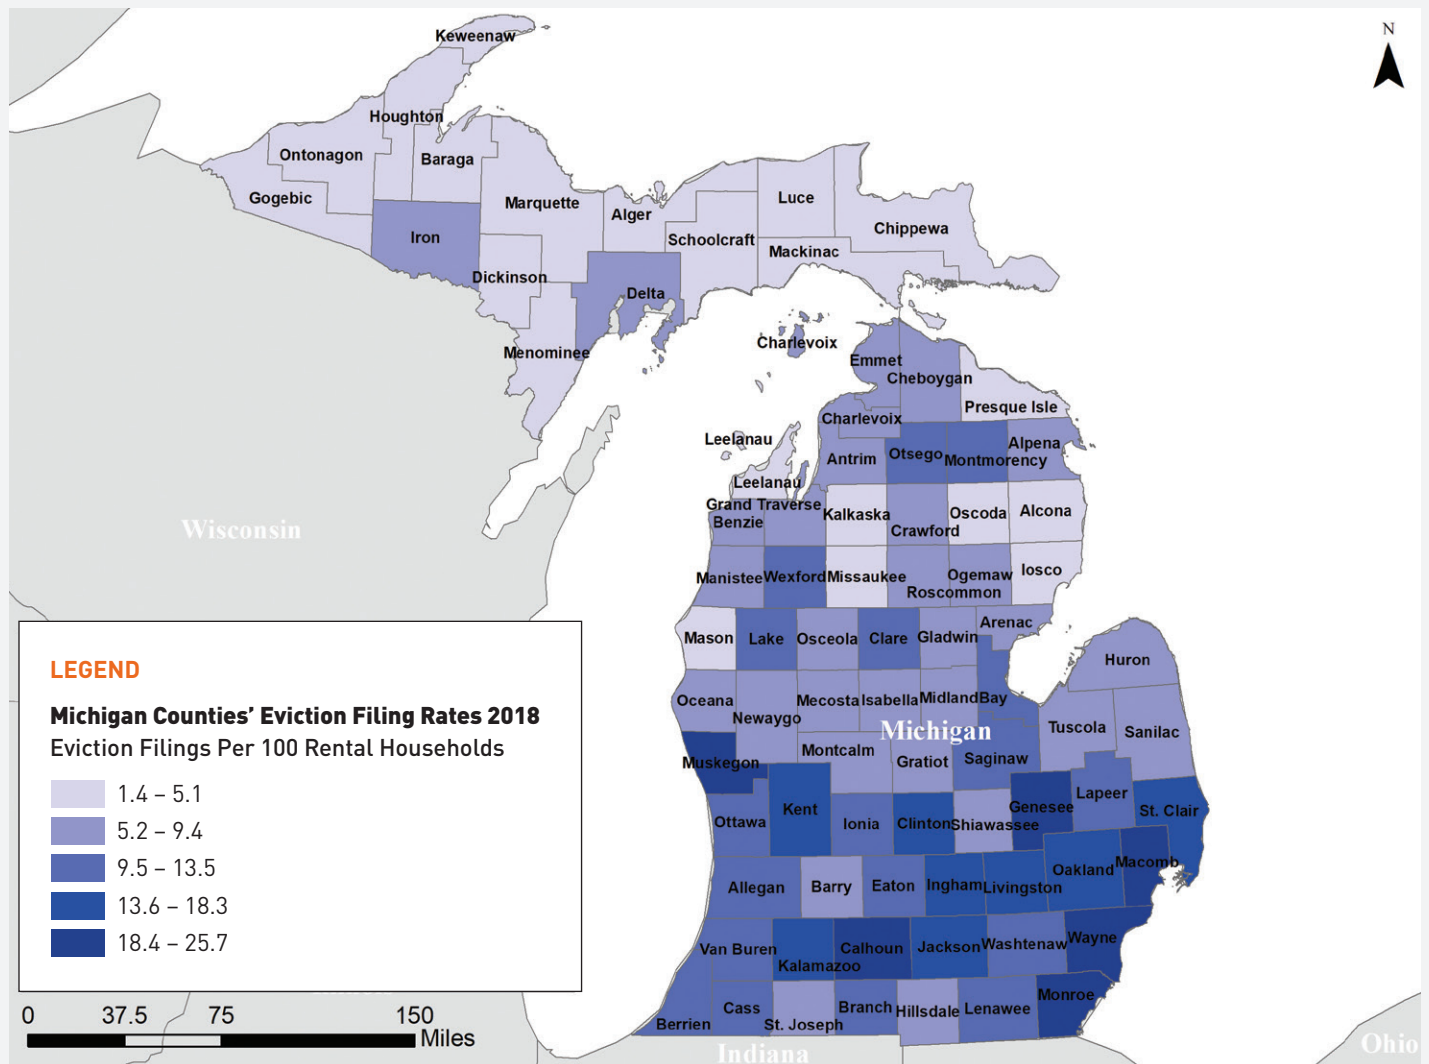 N
Keweenaw
Houghton
Ontonagon
Baraga
Gogebic
Marquette
Alger
Luce
Chippewa
Schoolcraft
Iron
Mackinac
Dickinson
Delta
Menominee
Charlevoix
Emmet
Cheboygan
Presque Isle
Charlevoix
Leelanau
Alpena
Antrim
Otsego
Montmorency
Leelanau
Grand Traverse
Benzie
Kalkaska
Crawford
Oscoda
Alcona
Wisconsin
Manistee
Wexford
Missaukee
Ogemaw
Roscommon
Iosco
Arenac
Mason
Lake
Osceola
Clare
Gladwin
Huron
Oceana
Newaygo
Mecosta
Isabella
Midland
Bay
Michigan
Tuscola
Sanilac
Muskegon
Montcalm
Gratiot
Saginaw
Kent
Ottawa
Ionia
Clinton
Shiawassee
Genesee
Lapeer
St. Clair
Allegan
Barry
Eaton
Ingham
Livingston
Oakland
Macomb
Van Buren
Kalamazoo
Calhoun
Jackson
Washtenaw
Wayne
Berrien
Cass
St. Joseph
Branch
Hillsdale
Lenawee
Monroe
Indiana
Ohio
LEGEND
Michigan Counties’ Eviction Filing Rates 2018
Eviction Filings Per 100 Rental Households
1.4 – 5.1
5.2 – 9.4
9.5 – 13.5
13.6 – 18.3
18.4 – 25.7
0 37.5 75 150
Miles